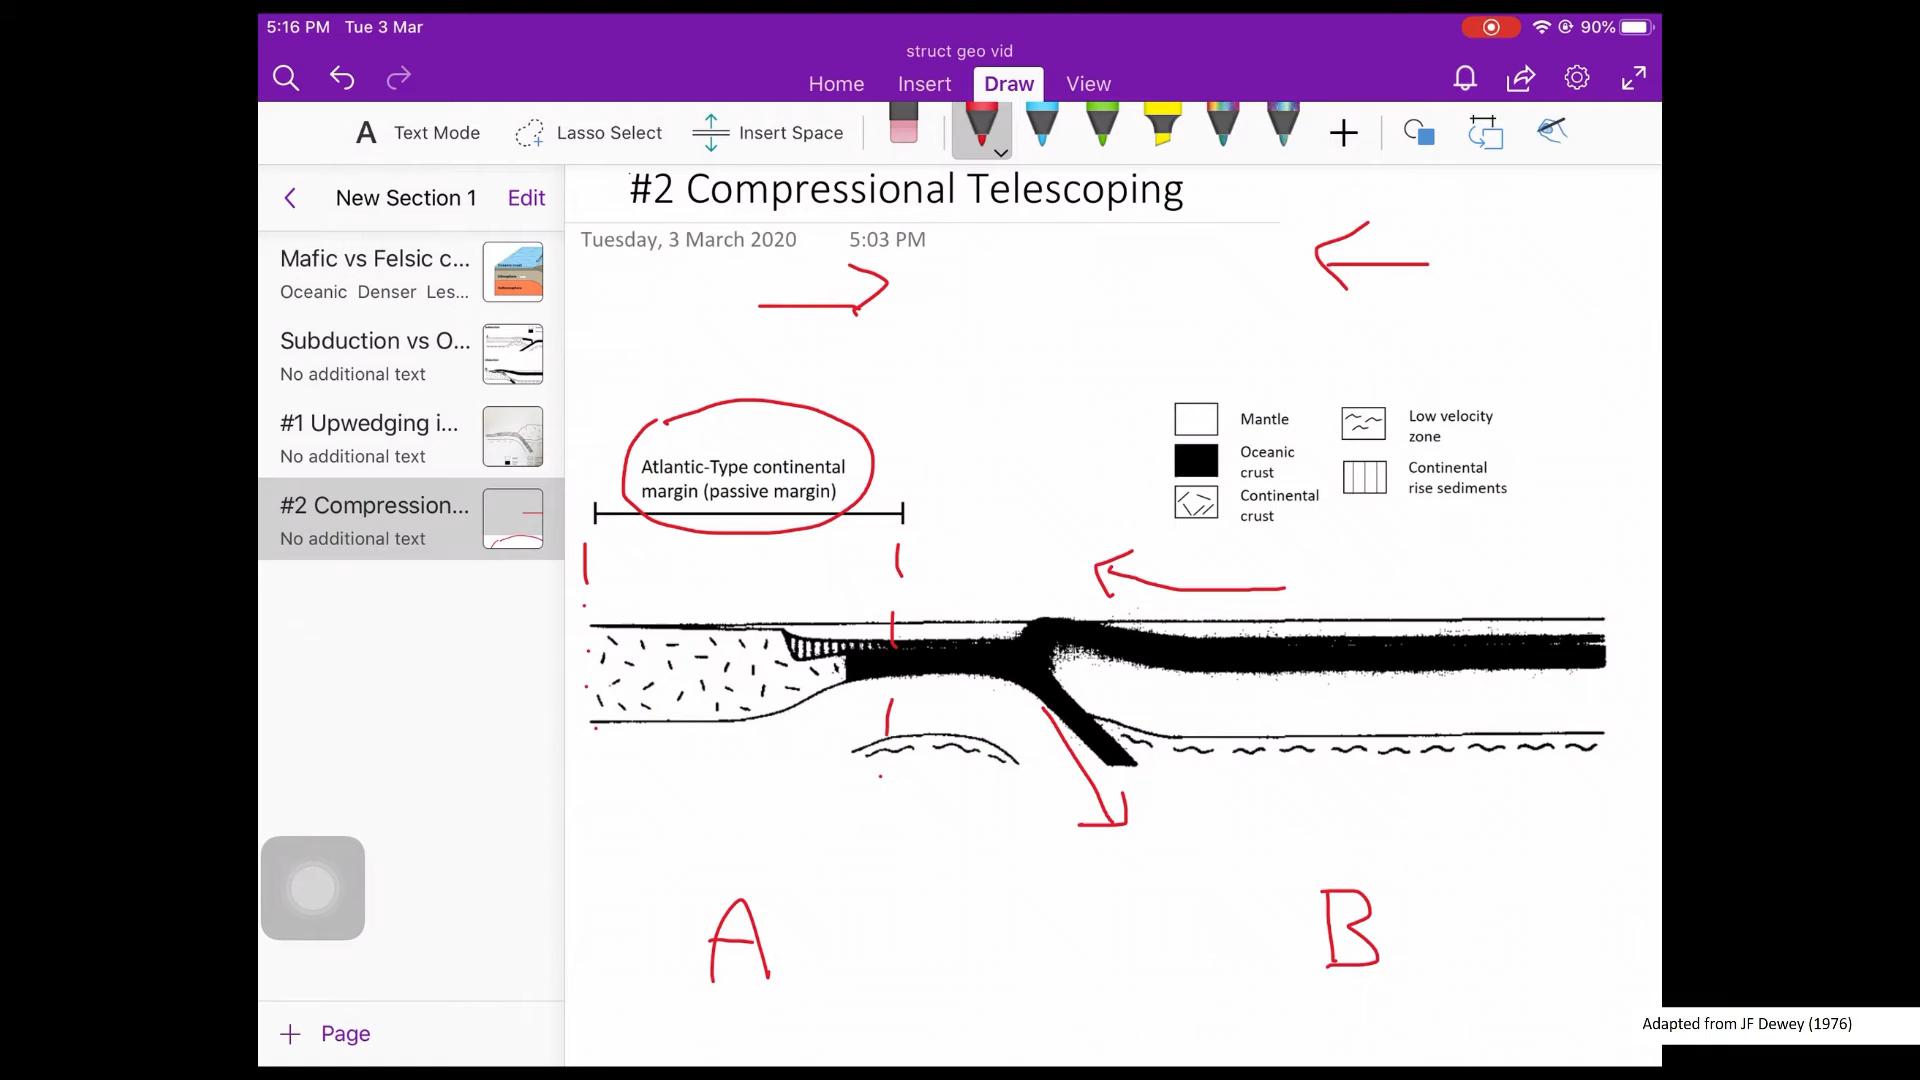 5:16 PM Tue 3 Mar
90%
struct geo vid
Home Insert Draw View
A Text Mode Lasso Select Insert Space
New Section 1 Edit
Mafic vs Felsic c...
Oceanic Denser Les...
Subduction vs O...
No additional text
#1 Upwedging i...
No additional text
#2 Compression...
No additional text
+ Page
#2 Compressional Telescoping
Tuesday, 3 March 2020 5:03 PM
Atlantic-Type continental
margin (passive margin)
Mantle
Oceanic
crust
Continental
crust
Low velocity
zone
Continental
rise sediments
A B
Adapted from JF Dewey (1976)